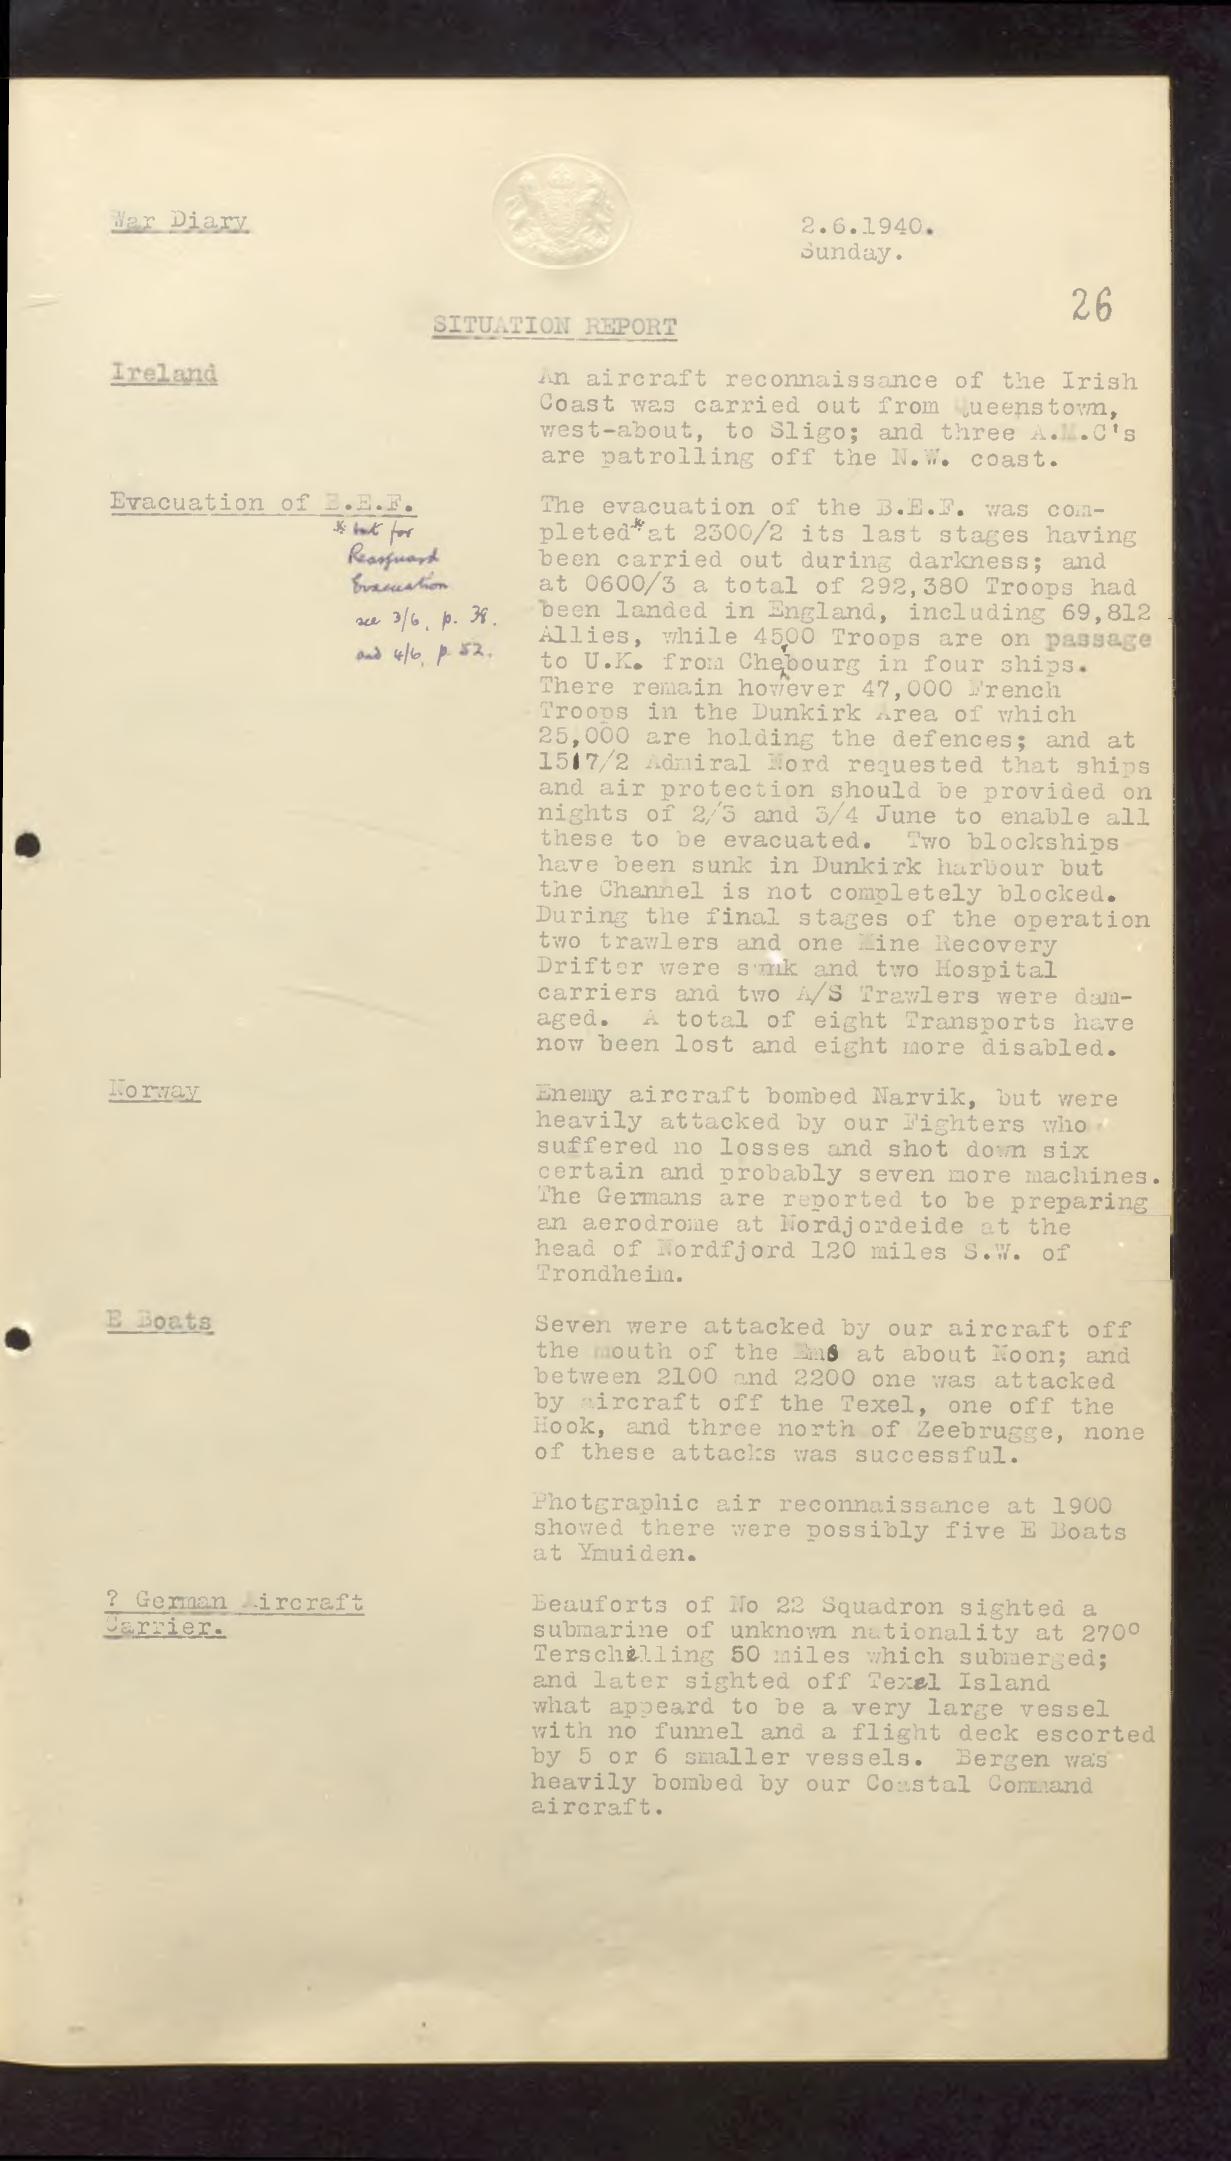 War Diary
2.6.1940.
Sunday.
26
SITUATION REPORT
Ireland
An aircraft reconnaissance of the Irish
Coast was carried out from Queenstown,
west-about, to Sligo; and three A.M.C's
are patrolling off the N.W. coast.
Evacuation of B.E.F.
* but for
Rearguard
Evacuation
see 3/6, p. 38.
and 4/6, p. 52.
The evacuation of the B.E.F. was com-
pleted* at 2300/2 its last stages having
been carried out during darkness; and
at 0600/3 a total of 292,380 Troops had
been landed in England, including 69,812
Allies, while 4500 Troops are on passage
to U.K. from Cherbourg in four ships.
There remain however 47,000 French
Troops in the Dunkirk Area of which
25,000 are holding the defences; and at
1517/2 Admiral Nord requested that ships
and air protection should be provided on
nights of 2/3 and 3/4 June to enable all
these to be evacuated. Two blockships
have been sunk in Dunkirk harbour but
the Channel is not completely blocked.
During the final stages of the operation
two trawlers and one Mine Recovery
Drifter were sunk and two Hospital
carriers and two A/S Trawlers were dam-
aged. A total of eight Transports have
now been lost and eight more disabled.
Norway
Enemy aircraft bombed Narvik, but were
heavily attacked by our Fighters who
suffered no losses and shot down six
certain and probably seven more machines.
The Germans are reported to be preparing
an aerodrome at Nordjordeide at the
head of Nordfjord 120 miles S.W. of
Trondheim.
E Boats
Seven were attacked by our aircraft off
the mouth of the Ems at about Noon; and
between 2100 and 2200 one was attacked
by aircraft off the Texel, one off the
Hook, and three north of Zeebrugge, none
of these attacks was successful.
Photgraphic air reconnaissance at 1900
showed there were possibly five E Boats
at Ymuiden.
? German Aircraft
Carrier.
Beauforts of No 22 Squadron sighted a
submarine of unknown nationality at 270°
Terschelling 50 miles which submerged;
and later sighted off Texel Island
what appeard to be a very large vessel
with no funnel and a flight deck escorted
by 5 or 6 smaller vessels. Bergen was
heavily bombed by our Coastal Command
aircraft.